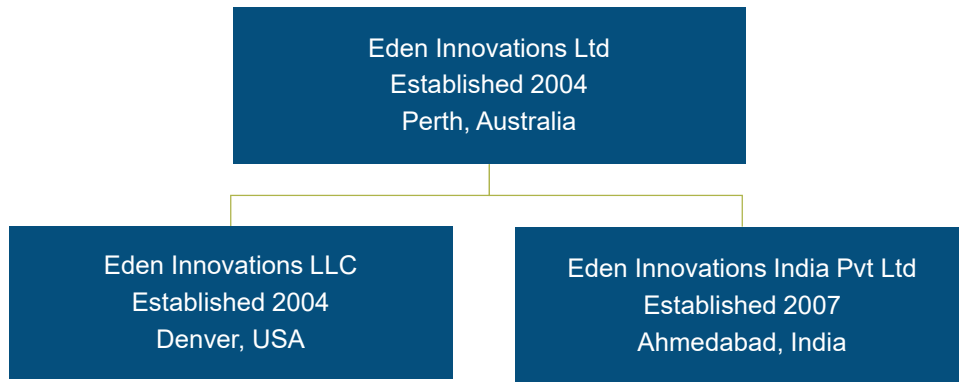 Eden Innovations Ltd
Established 2004
Perth, Australia
Eden Innovations LLC
Established 2004
Denver, USA
Eden Innovations India Pvt Ltd
Established 2007
Ahmedabad, India